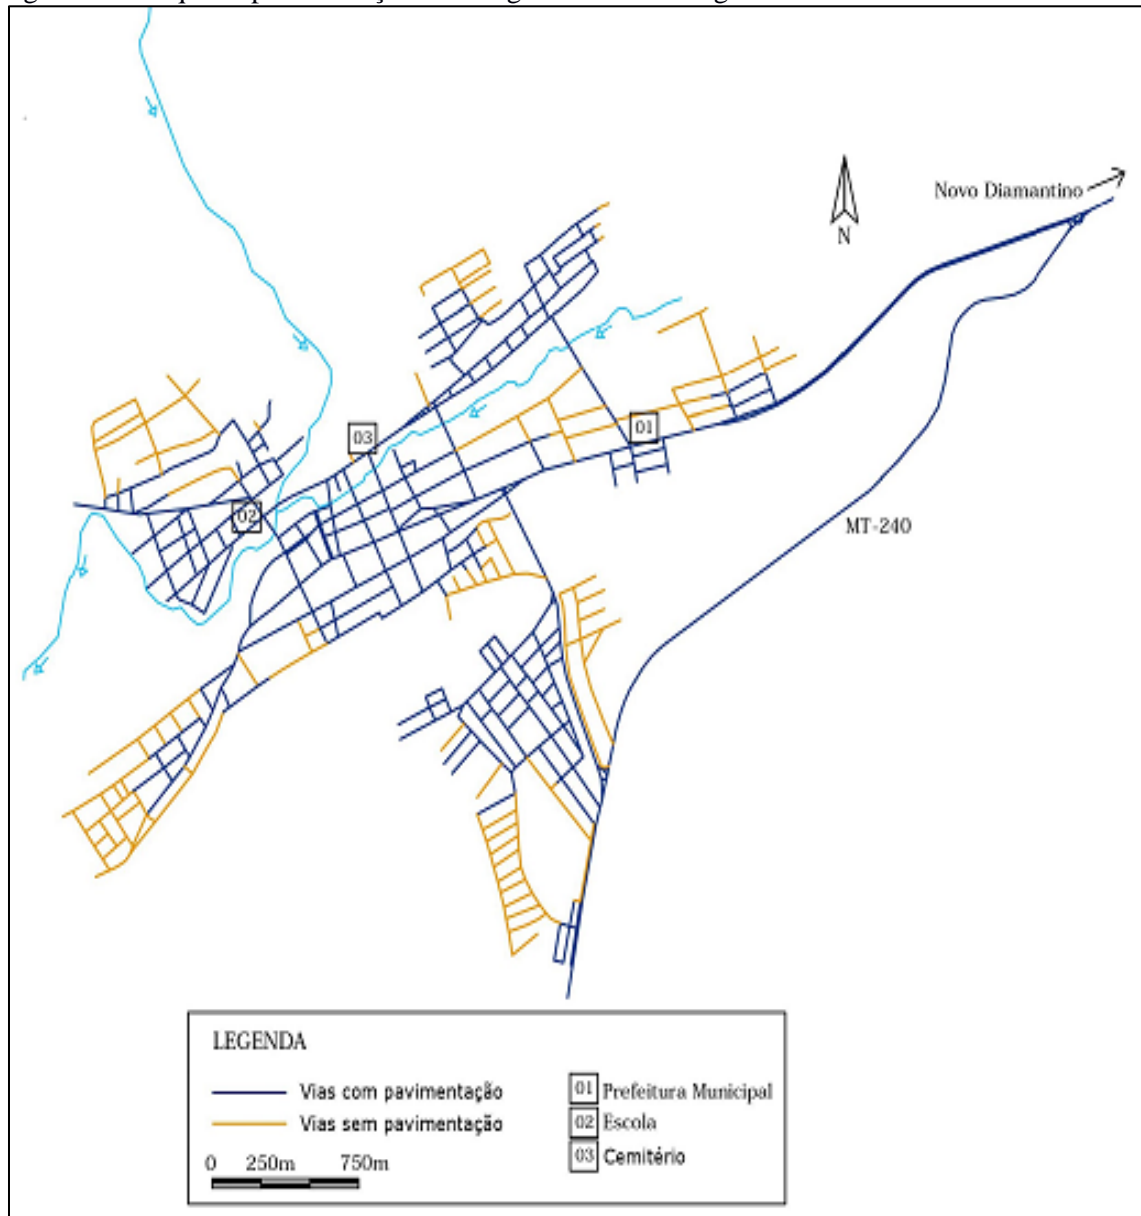 Novo Diamantino
N
01
03
02
MT-240
LEGENDA
Vias com pavimentação
Vias sem pavimentação
0 250m 750m
01 Prefeitura Municipal
02 Escola
03 Cemitério